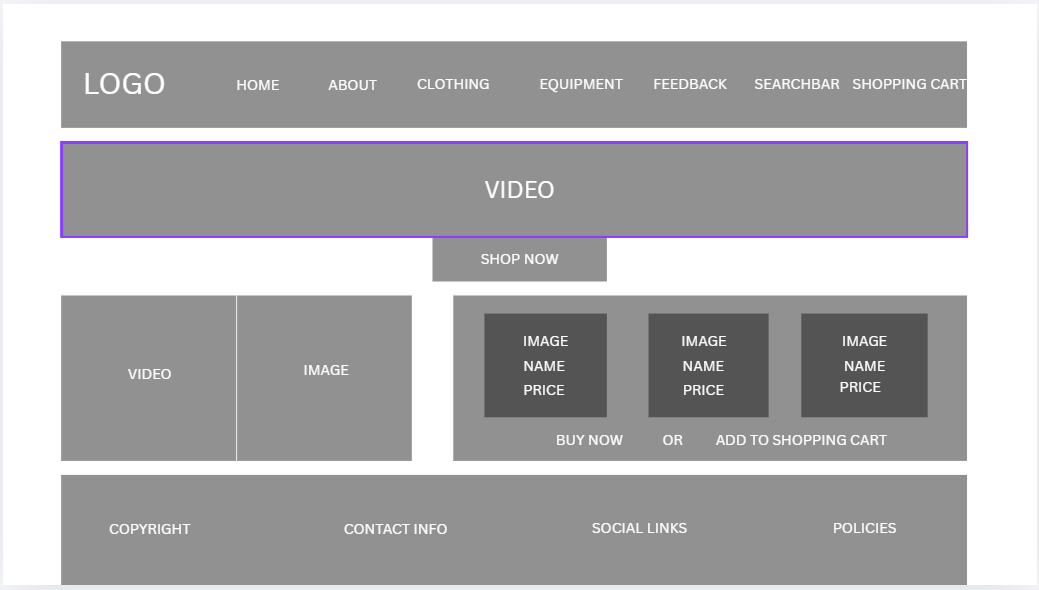 LOGO HOME ABOUT CLOTHING EQUIPMENT FEEDBACK SEARCHBAR SHOPPING CART
VIDEO
SHOP NOW
VIDEO
IMAGE
IMAGE
NAME
PRICE
IMAGE
NAME
PRICE
IMAGE
NAME
PRICE
BUY NOW OR ADD TO SHOPPING CART
COPYRIGHT CONTACT INFO SOCIAL LINKS POLICIES